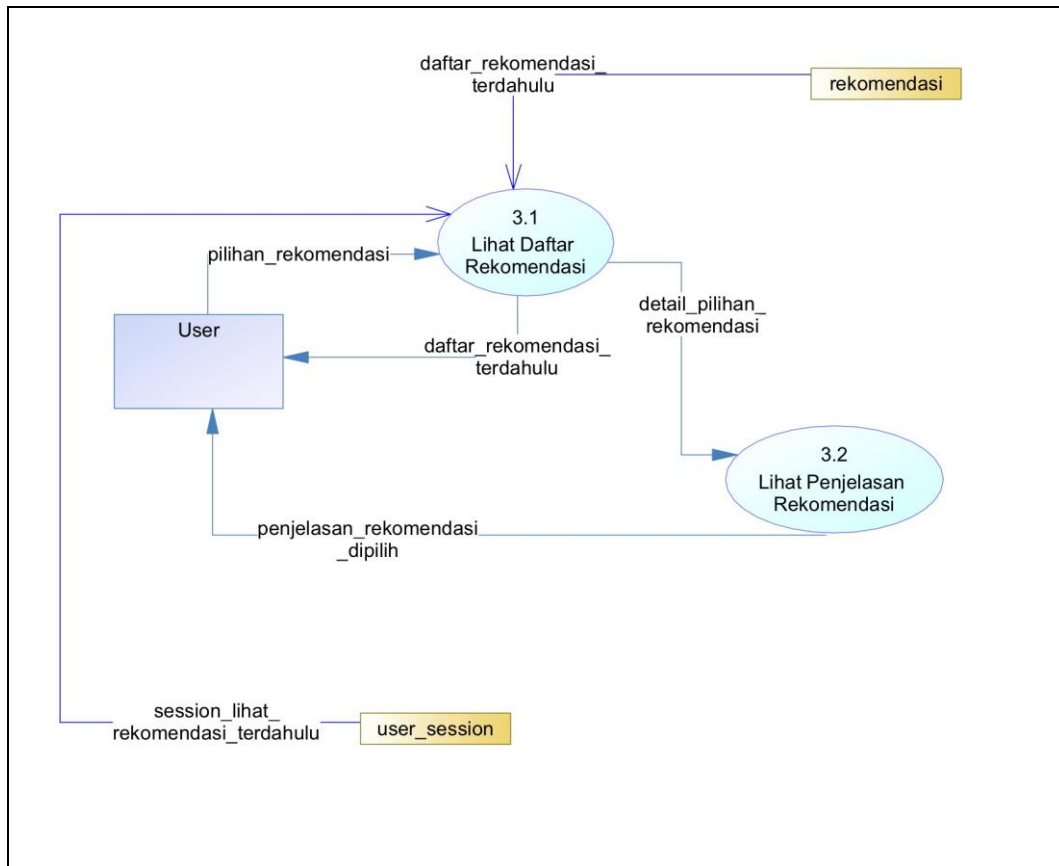 daftar_rekomendasi_
terdahulu
rekomendasi
3.1
Lihat Daftar
Rekomendasi
pilihan_rekomendasi
detail_pilihan_
rekomendasi
User
daftar_rekomendasi_
terdahulu
3.2
Lihat Penjelasan
Rekomendasi
penjelasan_rekomendasi
_dipilih
session_lihat_
rekomendasi_terdahulu
user_session